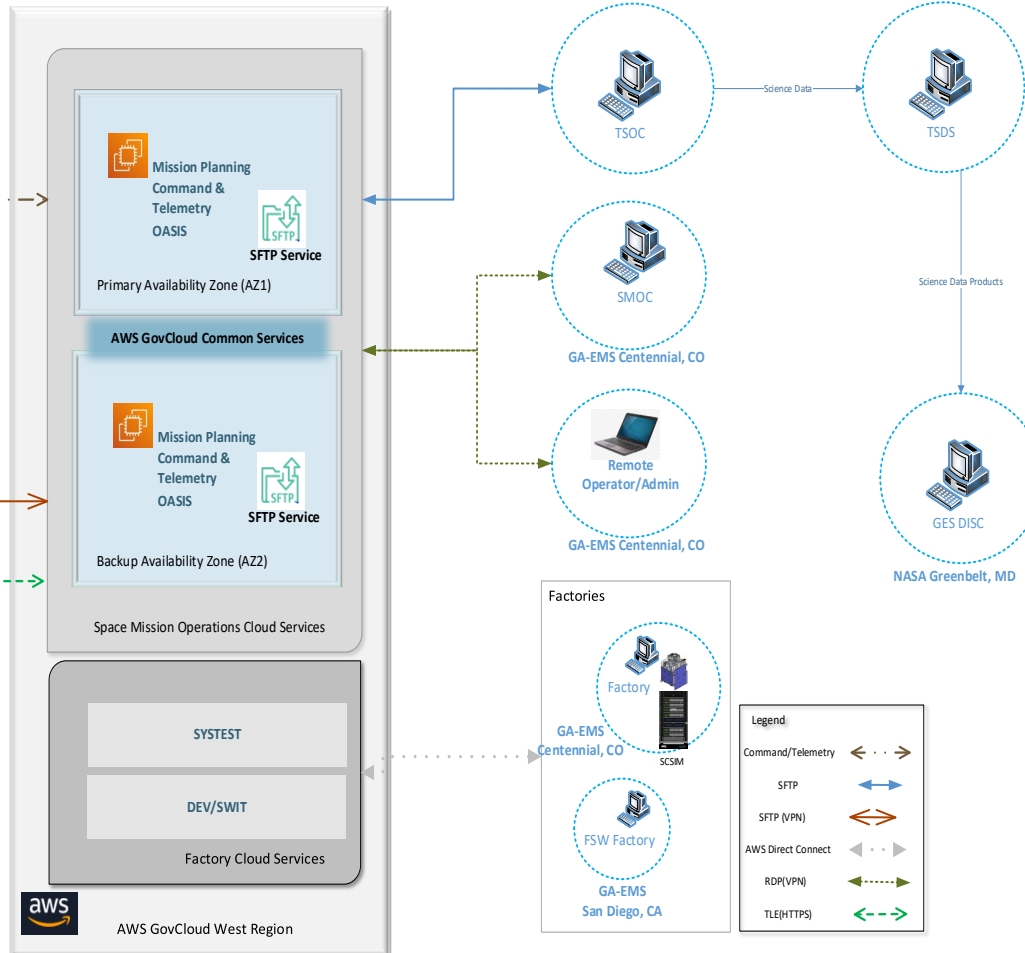 Mission Planning
Command &
Telemetry
OASIS
SFTP
SFTP Service
Primary Availability Zone (AZ1)
AWS GovCloud Common Services
Mission Planning
Command &
Telemetry
OASIS
SFTP
SFTP Service
Backup Availability Zone (AZ2)
Space Mission Operations Cloud Services
SYSTEST
DEV/SWIT
Factory Cloud Services
aws
AWS GovCloud West Region
TSOC
Science Data
TSDS
SMOC
GA-EMS Centennial, CO
Science Data Products
Remote
Operator/Admin
GA-EMS Centennial, CO
GES DISC
NASA Greenbelt, MD
Factories
Factory
GA-EMS
Centennial, CO
SCSIM
FSW Factory
GA-EMS
San Diego, CA
Legend
Command/Telemetry
SFTP
SFTP (VPN)
AWS Direct Connect
RDP(VPN)
TLE(HTTPS)